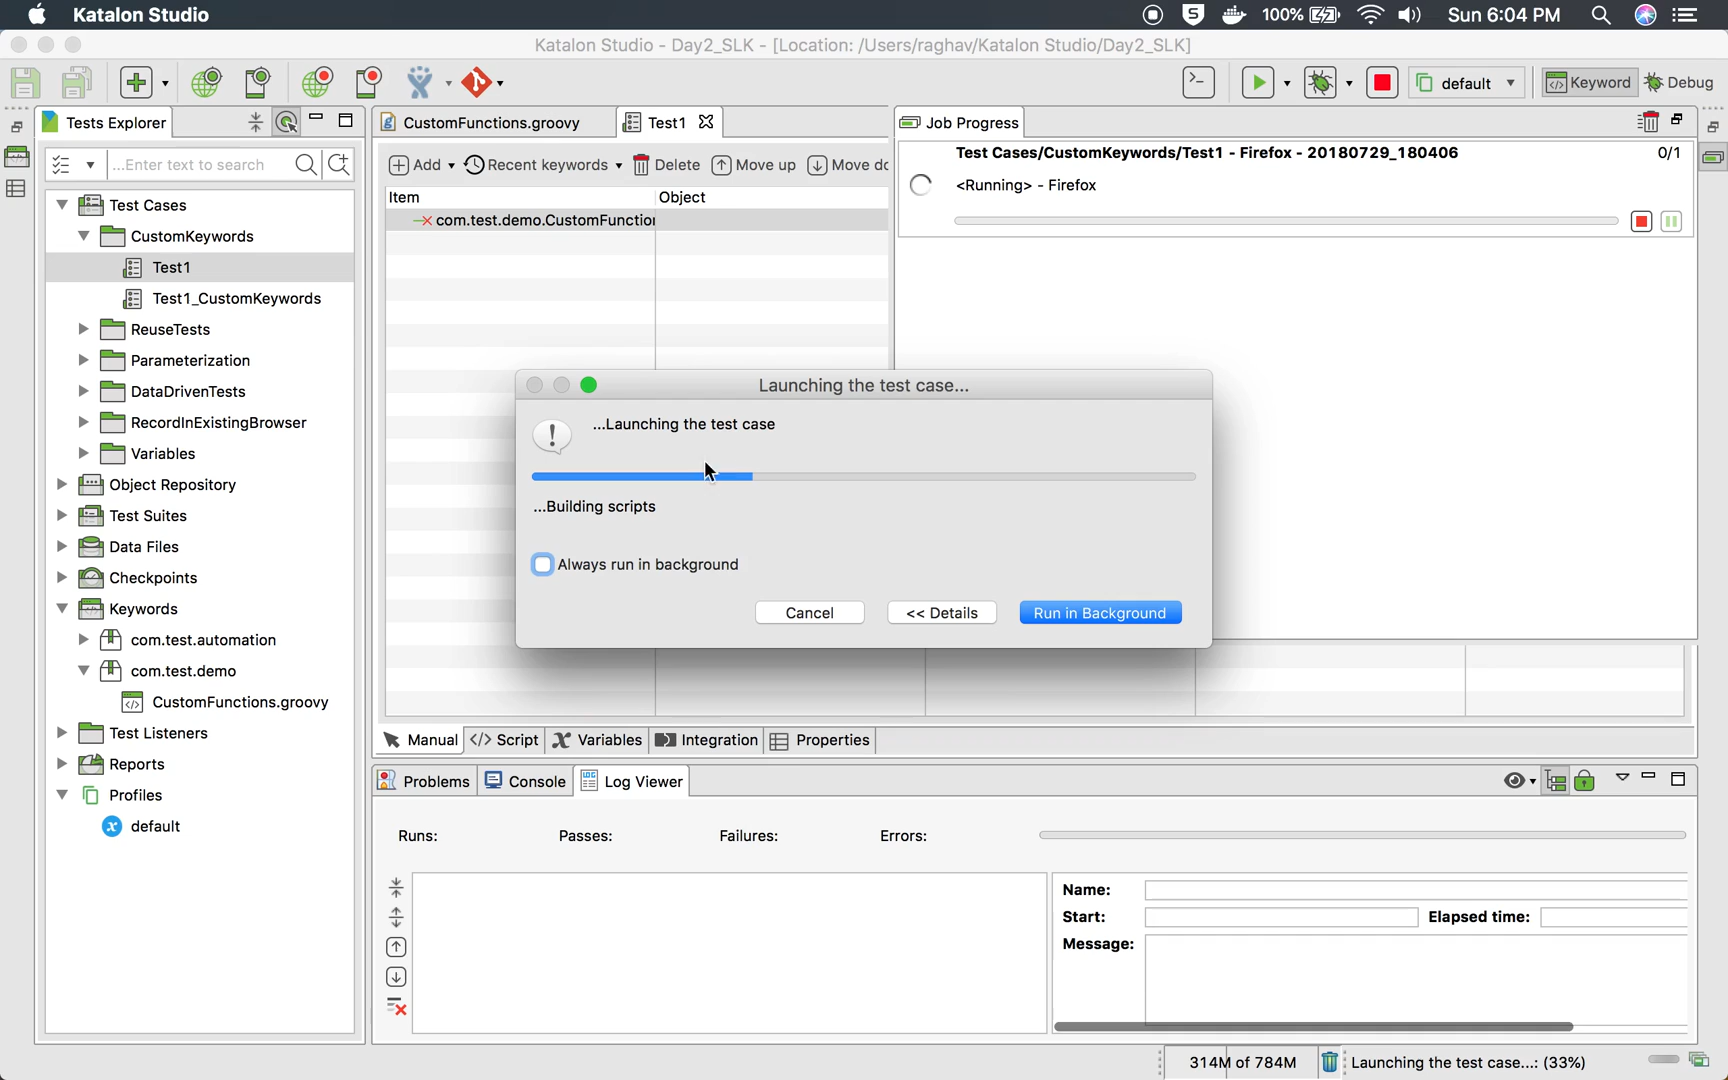 Katalon Studio
S
100%
Sun 6:04 PM
Katalon Studio - Day2_SLK - [Location: /Users/raghav/Katalon Studio/Day2_SLK]
default
Keyword
Debug
Tests Explorer
CustomFunctions.groovy
Test1
Job Progress
...Enter text to search
Add
Recent keywords
Delete
Move up
Move do
Test Cases/CustomKeywords/Test1 - Firefox - 20180729_180406
0/1
<Running> - Firefox
Item
Object
com.test.demo.CustomFunction
Test Cases
CustomKeywords
Test1
Test1_CustomKeywords
ReuseTests
Parameterization
DataDrivenTests
RecordInExistingBrowser
Variables
Object Repository
Test Suites
Data Files
Checkpoints
Keywords
com.test.automation
com.test.demo
CustomFunctions.groovy
Test Listeners
Reports
Profiles
default
Launching the test case...
...Launching the test case
...Building scripts
Always run in background
Cancel
<< Details
Run in Background
Manual
Script
Variables
Integration
Properties
Problems
Console
Log Viewer
Runs:
Passes:
Failures:
Errors:
Name:
Start:
Elapsed time:
Message:
314M of 784M
Launching the test case...: (33%)